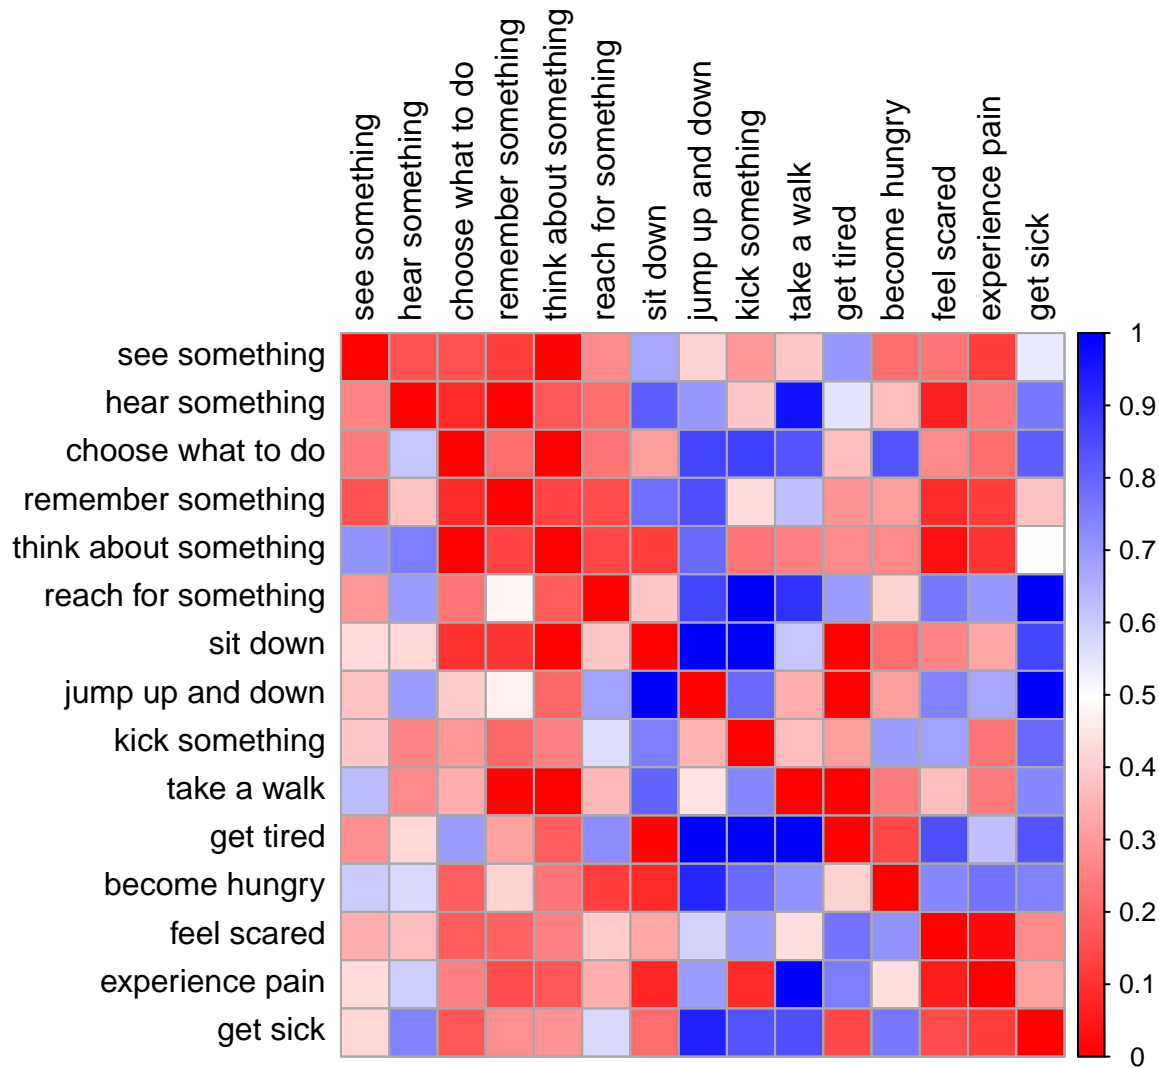 see something
hear something
choose what to do
remember something
think about something
reach for something
sit down
jump up and down
kick something
take a walk
get tired
become hungry
feel scared
experience pain
get sick
see something
hear something
choose what to do
remember something
think about something
reach for something
sit down
jump up and down
kick something
take a walk
get tired
become hungry
feel scared
experience pain
get sick
1
0.9
0.8
0.7
0.6
0.5
0.4
0.3
0.2
0.1
0